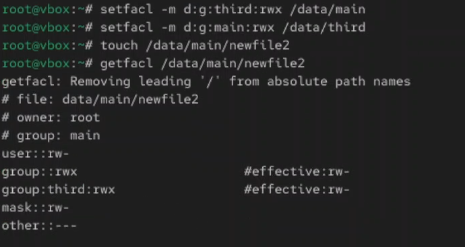 root@vbox:~# setfacl -m d:g:third:rwx /data/main
root@vbox:~# setfacl -m d:g:main:rwx /data/third
root@vbox:~# touch /data/main/newfile2
root@vbox:~# getfacl /data/main/newfile2
getfacl: Removing leading '/' from absolute path names
# file: data/main/newfile2
# owner: root
# group: main
user::rw-
group::rwx                      #effective:rw-
group:third:rwx                 #effective:rw-
mask::rw-
other::---